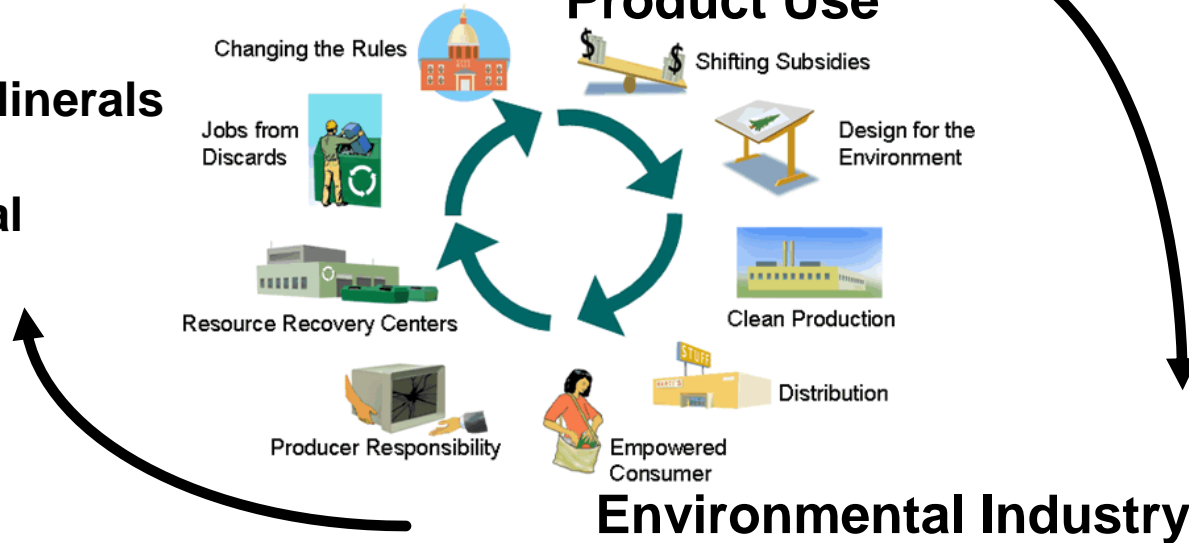 Product Use
Changing the Rules
$
$
Shifting Subsidies
linerals
Jobs from
Discards
Design for the
Environment
al
Resource Recovery Centers
Clean Production
STUFF
Distribution
Producer Responsibility
Empowered
Consumer
Environmental Industry